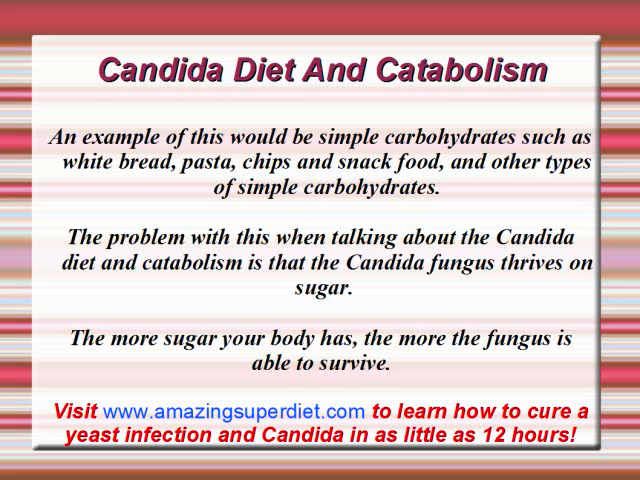 Candida Diet And Catabolism
An example of this would be simple carbohydrates such as
white bread, pasta, chips and snack food, and other types
of simple carbohydrates.
The problem with this when talking about the Candida
diet and catabolism is that the Candida fungus thrives on
sugar.
The more sugar your body has, the more the fungus is
able to survive.
Visit www.amazingsuperdiet.com to learn how to cure a
yeast infection and Candida in as little as 12 hours!